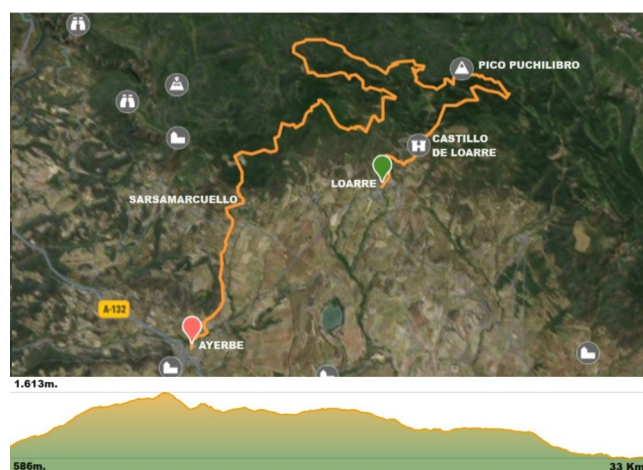 PICO PUCHILIBRO
CASTILLO
DE LOARRE
LOARRE
SARSAMARCUELLO
A-132
AYERBE
1.613m.
586m.
33 Km